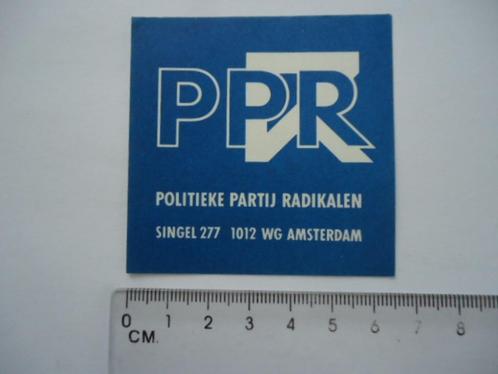 PPR
POLITIEKE PARTIJ RADIKALEN
SINGEL 277 1012 WG AMSTERDAM
0 1 2 3 4 5 6 7 8
CM.